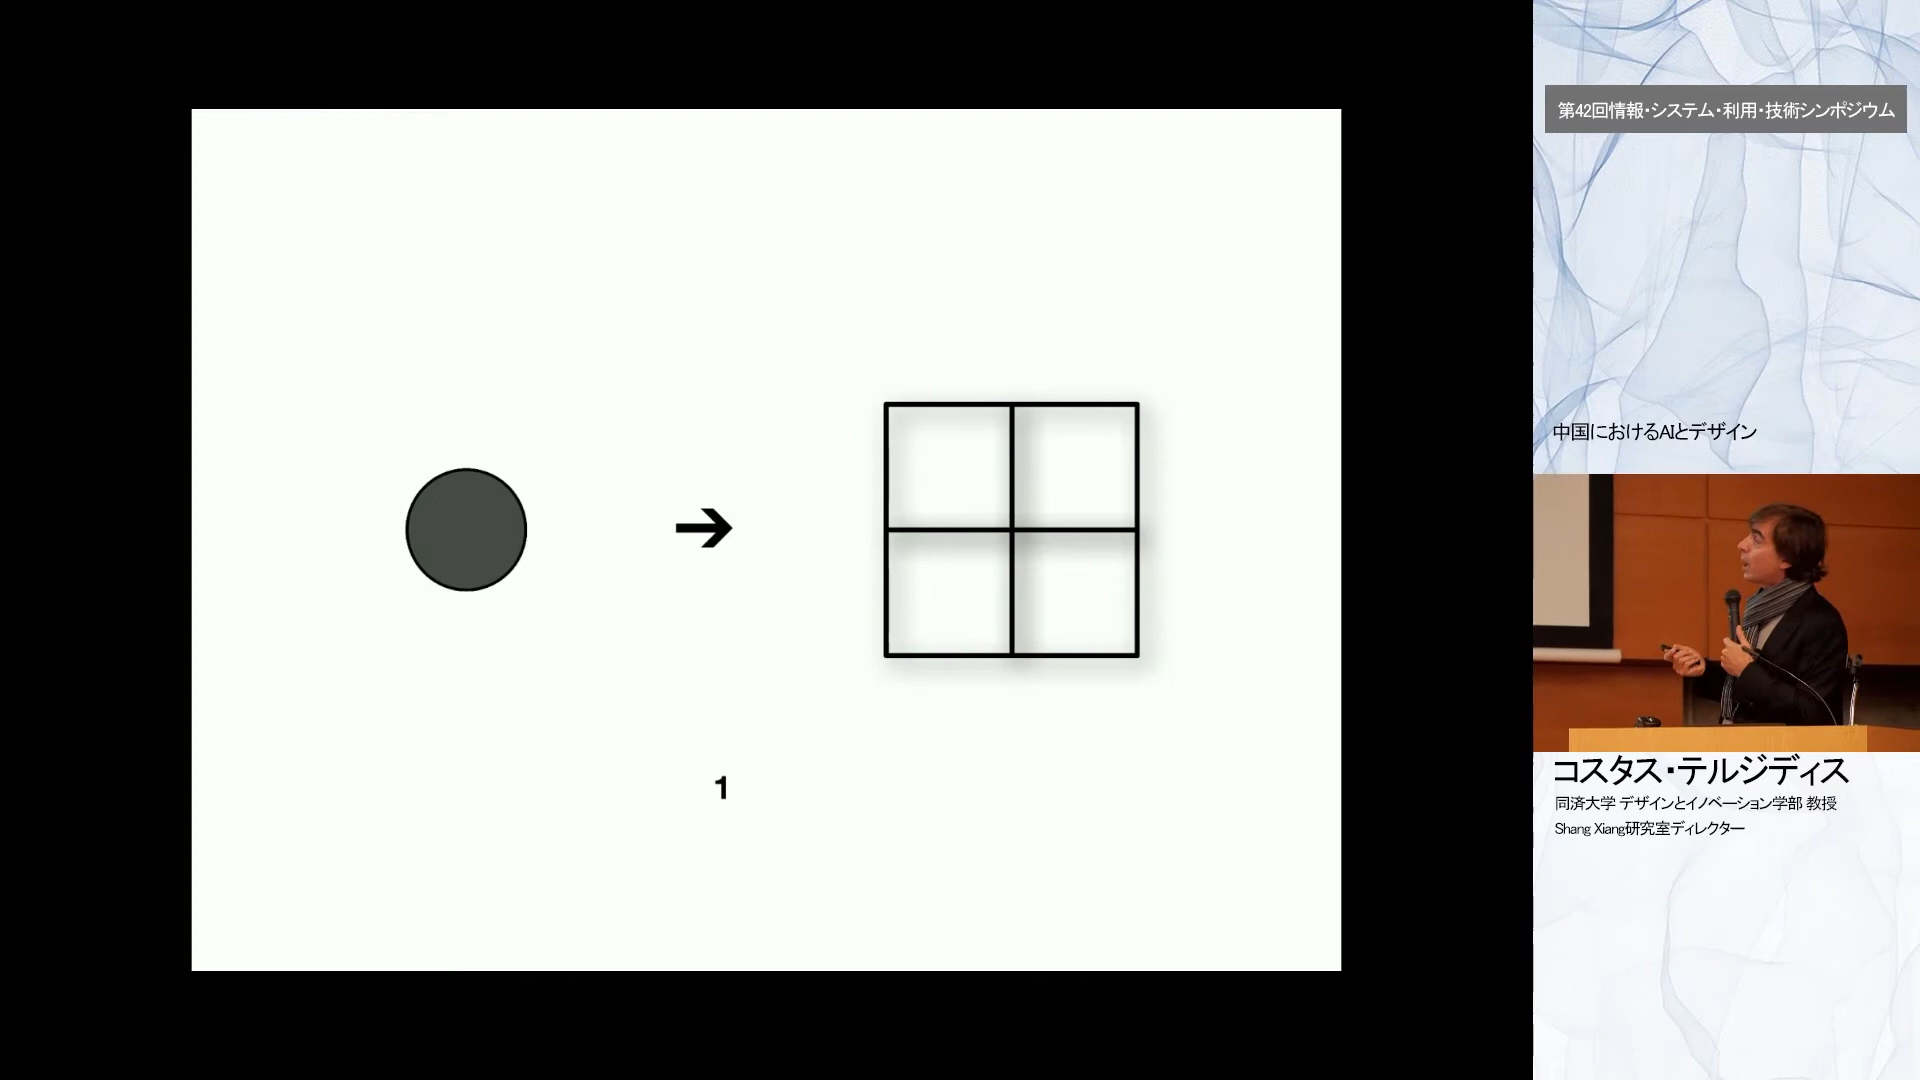 1
第42回情報・システム・利用・技術シンポジウム
中国におけるAIとデザイン
コスタス・テルジディス
同済大学 デザインとイノベーション学部 教授
Shang Xiang研究室ディレクター